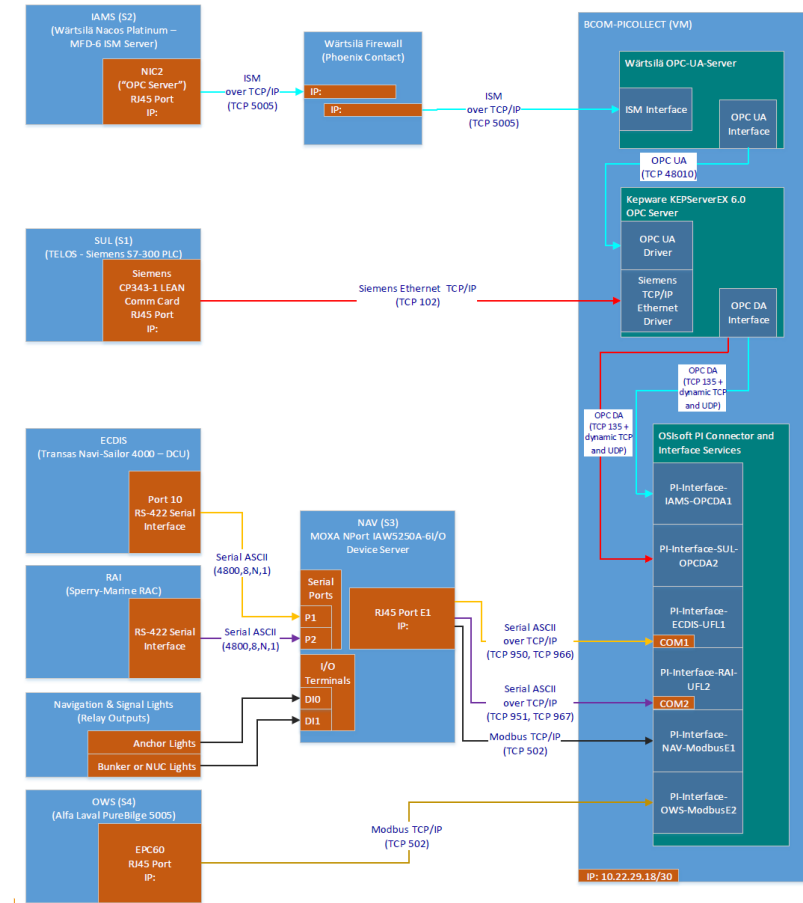 IAMS (S2)
(Wärtsilä Nacos Platinum –
MFD-6 ISM Server)
NIC2
("OPC Server")
RJ45 Port
IP:
ISM
over TCP/IP
(TCP 5005)
Wärtsilä Firewall
(Phoenix Contact)
IP:
IP:
ISM
over TCP/IP
(TCP 5005)
BCOM-PICOLLECT (VM)
Wärtsilä OPC-UA-Server
ISM Interface
OPC UA
Interface
OPC UA
(TCP 48010)
Kepware KEPServerEX 6.0
OPC Server
OPC UA
Driver
Siemens
TCP/IP
Ethernet
Driver
OPC DA
Interface
SUL (S1)
(TELOS - Siemens S7-300 PLC)
Siemens
CP343-1 LEAN
Comm Card
RJ45 Port
IP:
Siemens Ethernet TCP/IP
(TCP 102)
OPC DA
(TCP 135 +
dynamic TCP
and UDP)
OPC DA
(TCP 135 +
dynamic TCP
and UDP)
OSIsoft PI Connector and
Interface Services
PI-Interface-
IAMS-OPCDA1
PI-Interface-SUL-
OPCDA2
PI-Interface-
ECDIS-UFL1
COM1
PI-Interface-RAI-
UFL2
COM2
PI-Interface-
NAV-ModbusE1
PI-Interface-
OWS-ModbusE2
IP: 10.22.29.18/30
ECDIS
(Transas Navi-Sailor 4000 – DCU)
Port 10
RS-422 Serial
Interface
Serial ASCII
(4800,8,N,1)
RAI
(Sperry-Marine RAC)
RS-422 Serial
Interface
Serial ASCII
(4800,8,N,1)
NAV (S3)
MOXA NPort IAW5250A-6I/O
Device Server
Serial
Ports
P1
P2
I/O
Terminals
DI0
DI1
RJ45 Port E1
IP:
Serial ASCII
over TCP/IP
(TCP 950, TCP 966)
Serial ASCII
over TCP/IP
(TCP 951, TCP 967)
Modbus TCP/IP
(TCP 502)
Navigation & Signal Lights
(Relay Outputs)
Anchor Lights
Bunker or NUC Lights
OWS (S4)
(Alfa Laval PureBilge 5005)
EPC60
RJ45 Port
IP:
Modbus TCP/IP
(TCP 502)